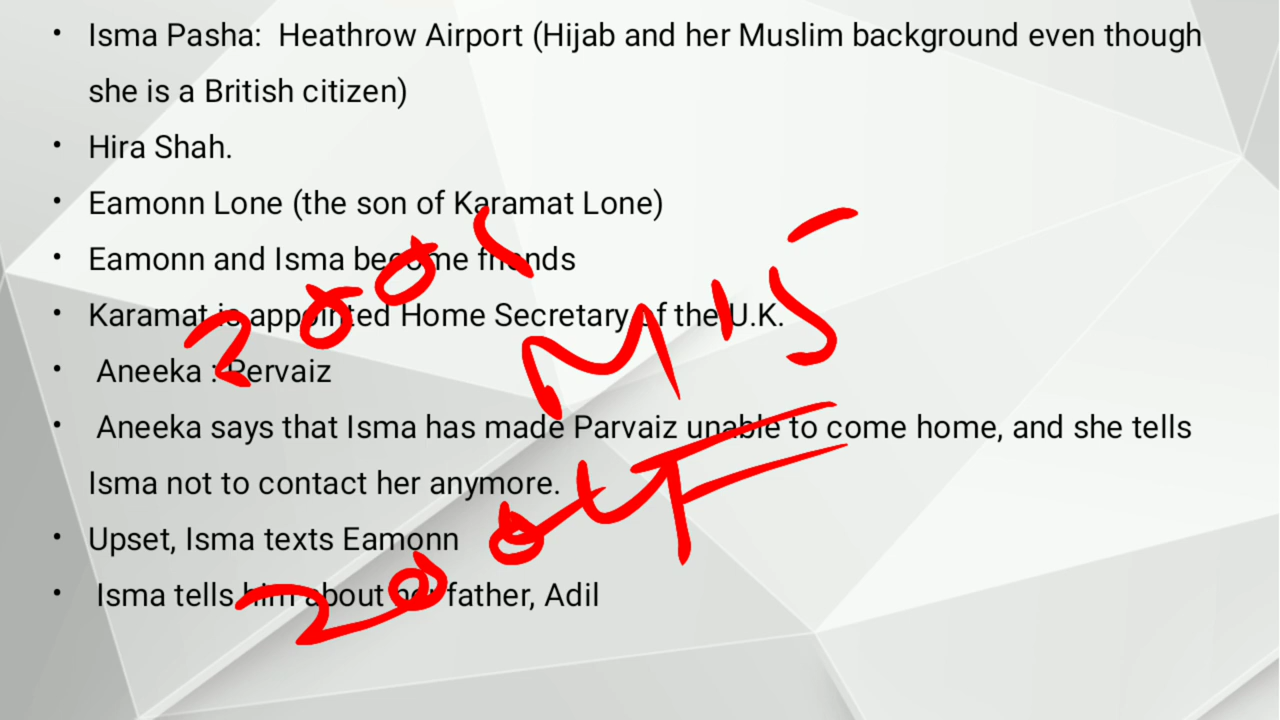 • Isma Pasha: Heathrow Airport (Hijab and her Muslim background even though
she is a British citizen)
• Hira Shah.
• Eamonn Lone (the son of Karamat Lone)
• Eamonn and Isma become friends
• Karamat is appointed Home Secretary of the U.K.
• Aneeka : Pervaiz
• Aneeka says that Isma has made Parvaiz unable to come home, and she tells
Isma not to contact her anymore.
• Upset, Isma texts Eamonn
• Isma tells him about her father, Adil
MI5